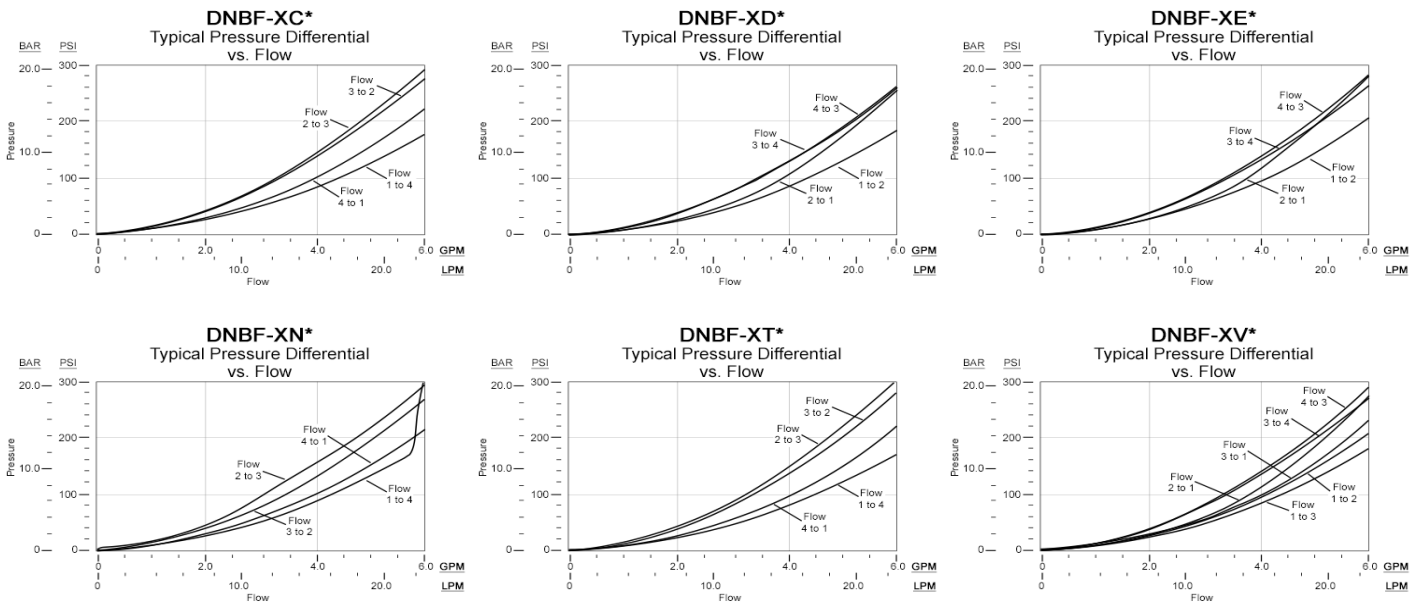 DNBF-XC*
Typical Pressure Differential
vs. Flow
BAR PSI
20.0
300
200
10.0
100
0
0
Pressure
Flow
3 to 2
Flow
2 to 3
Flow
4 to 1
Flow
1 to 4
0 2.0 4.0 6.0 GPM
0 10.0 20.0 LPM
Flow
DNBF-XD*
Typical Pressure Differential
vs. Flow
BAR PSI
20.0
300
200
10.0
100
0
0
Pressure
Flow
4 to 3
Flow
3 to 4
Flow
1 to 2
Flow
2 to 1
0 2.0 4.0 6.0 GPM
0 10.0 20.0 LPM
Flow
DNBF-XE*
Typical Pressure Differential
vs. Flow
BAR PSI
20.0
300
200
10.0
100
0
0
Pressure
Flow
4 to 3
Flow
3 to 4
Flow
1 to 2
Flow
2 to 1
0 2.0 4.0 6.0 GPM
0 10.0 20.0 LPM
Flow
DNBF-XN*
Typical Pressure Differential
vs. Flow
BAR PSI
20.0
300
200
10.0
100
0
0
Pressure
Flow
4 to 1
Flow
2 to 3
Flow
1 to 4
Flow
3 to 2
0 2.0 4.0 6.0 GPM
0 10.0 20.0 LPM
Flow
DNBF-XT*
Typical Pressure Differential
vs. Flow
BAR PSI
20.0
300
200
10.0
100
0
0
Pressure
Flow
3 to 2
Flow
2 to 3
Flow
1 to 4
Flow
4 to 1
0 2.0 4.0 6.0 GPM
0 10.0 20.0 LPM
Flow
DNBF-XV*
Typical Pressure Differential
vs. Flow
BAR PSI
20.0
300
200
10.0
100
0
0
Pressure
Flow
4 to 3
Flow
3 to 4
Flow
3 to 1
Flow
2 to 1
Flow
1 to 2
Flow
1 to 3
0 2.0 4.0 6.0 GPM
0 10.0 20.0 LPM
Flow